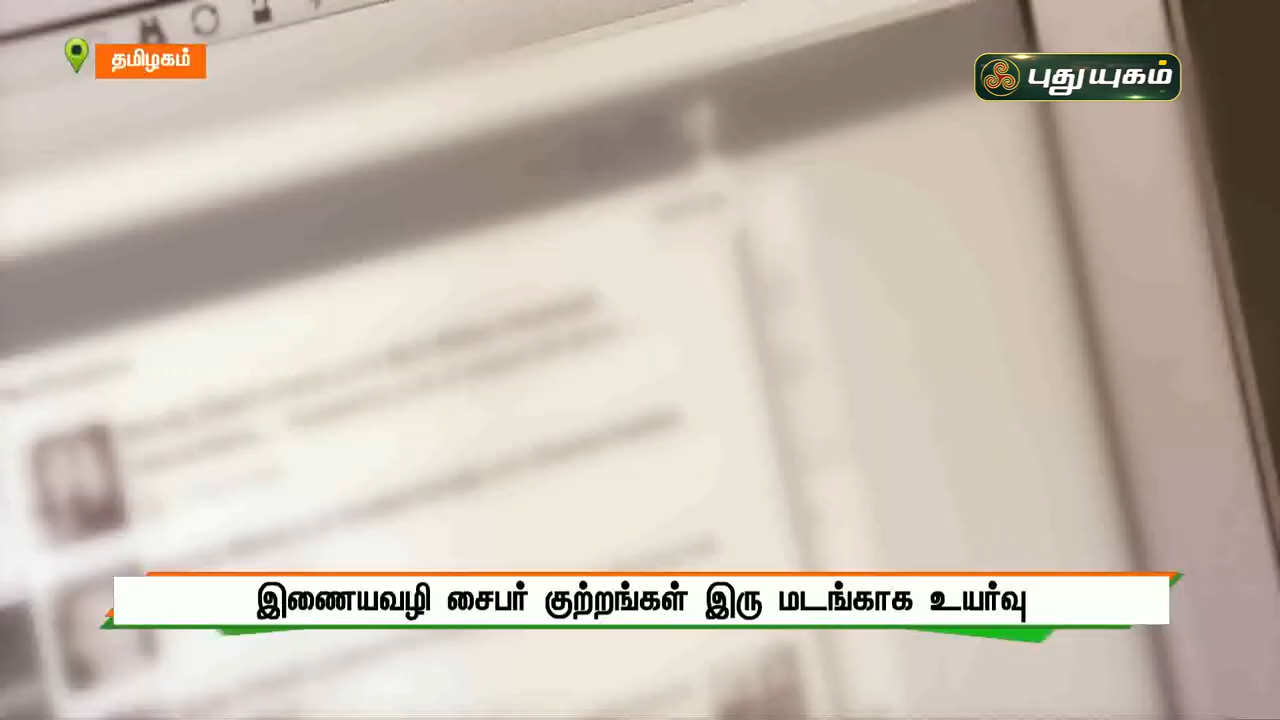 தமிழகம்
புதுயுகம்
இணையவழி சைபர் குற்றங்கள் இரு மடங்காக உயர்வு